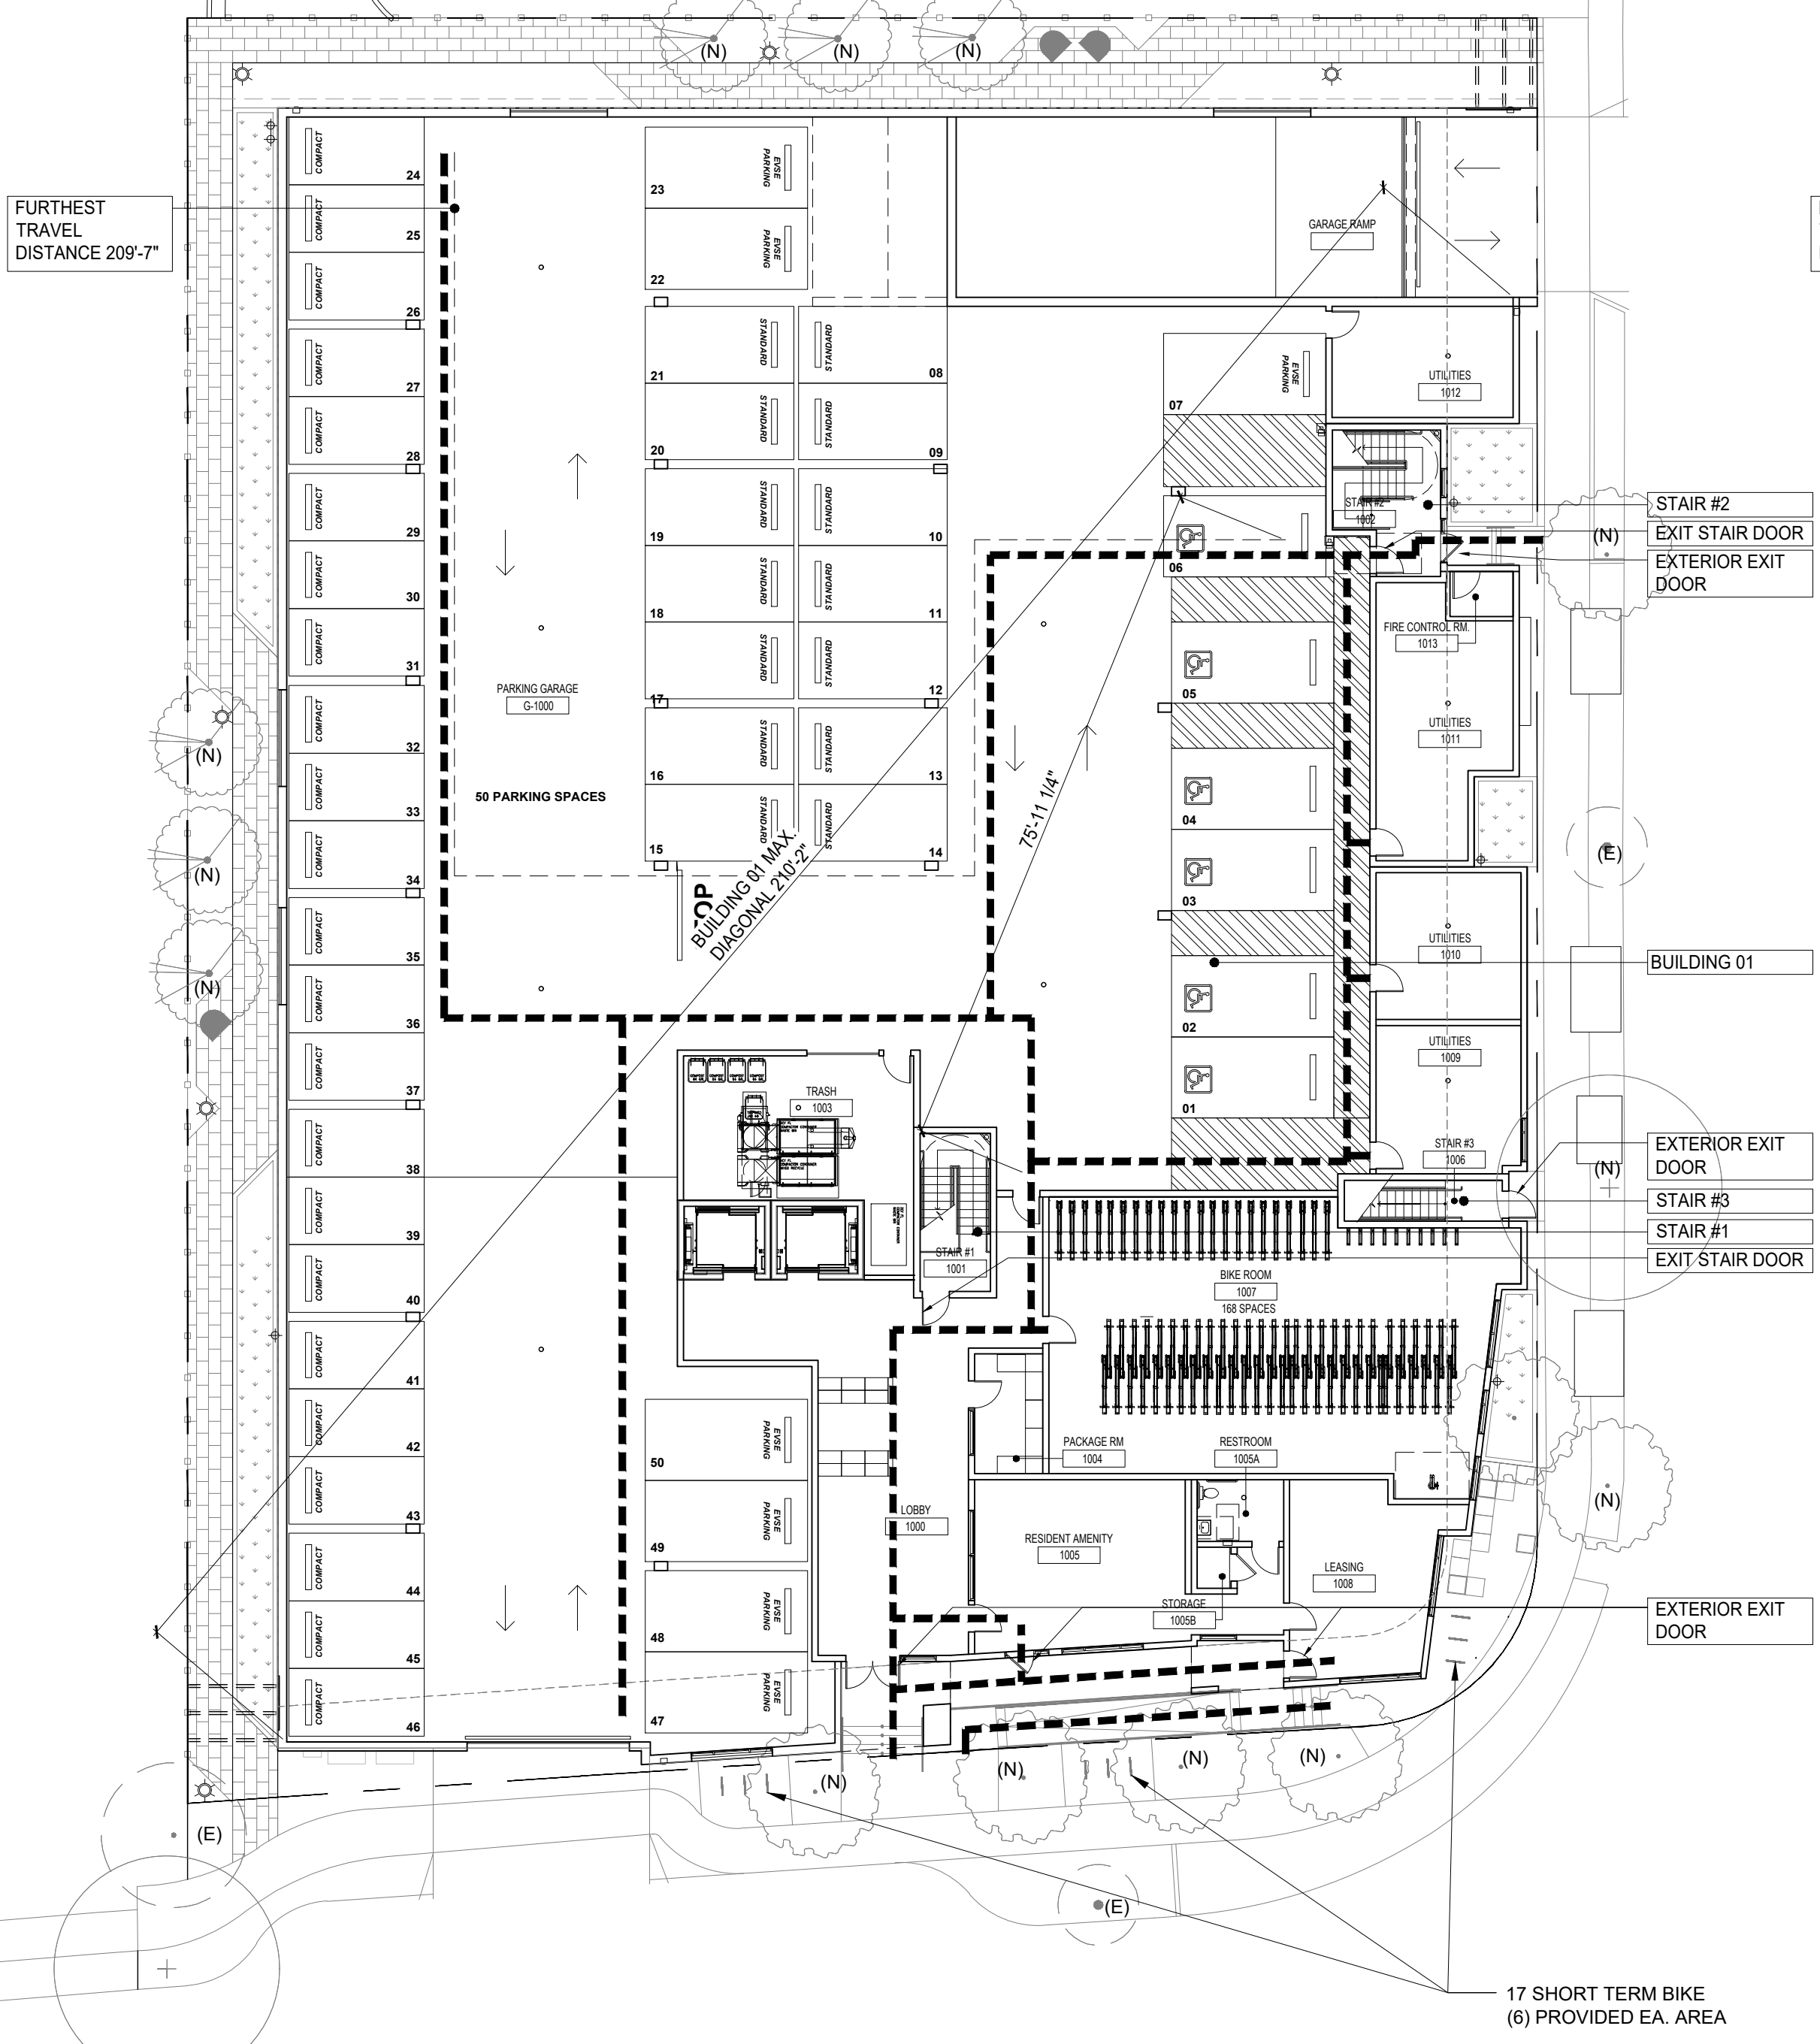 (N)
(N)
(N)
FURTHEST
TRAVEL
DISTANCE 209'-7"
COMPACT
24
COMPACT
25
COMPACT
26
COMPACT
27
COMPACT
28
COMPACT
29
COMPACT
30
COMPACT
31
COMPACT
32
COMPACT
33
COMPACT
34
COMPACT
35
COMPACT
36
COMPACT
37
COMPACT
38
COMPACT
39
COMPACT
40
COMPACT
41
COMPACT
42
COMPACT
43
COMPACT
44
COMPACT
45
COMPACT
46
EVSE
PARKING
23
EVSE
PARKING
22
STANDARD
21
STANDARD
20
STANDARD
19
STANDARD
18
STANDARD
17
STANDARD
16
STANDARD
15
STANDARD
08
STANDARD
09
STANDARD
10
STANDARD
11
STANDARD
12
STANDARD
13
STANDARD
14
PARKING GARAGE
G-1000
50 PARKING SPACES
BUILDING 01 MAX.
DIAGONAL 210'-2"
75'-11 1/4"
GARAGE RAMP
EVSE
PARKING
07
06
05
04
03
02
01
UTILITIES
1012
STAIR #2
1002
FIRE CONTROL RM.
1013
UTILITIES
1011
UTILITIES
1010
UTILITIES
1009
STAIR #3
1006
TRASH
1003
STAIR #1
1001
BIKE ROOM
1007
168 SPACES
PACKAGE RM
1004
RESTROOM
1005A
LOBBY
1000
RESIDENT AMENITY
1005
LEASING
1008
STORAGE
1005B
EVSE
PARKING
50
EVSE
PARKING
49
EVSE
PARKING
48
EVSE
PARKING
47
STAIR #2
EXIT STAIR DOOR
EXTERIOR EXIT
DOOR
BUILDING 01
EXTERIOR EXIT
DOOR
STAIR #3
STAIR #1
EXIT STAIR DOOR
EXTERIOR EXIT
DOOR
(N)
(E)
(N)
(N)
(N)
(N)
(N)
(N)
(N)
(N)
(N)
(E)
(E)
17 SHORT TERM BIKE
(6) PROVIDED EA. AREA